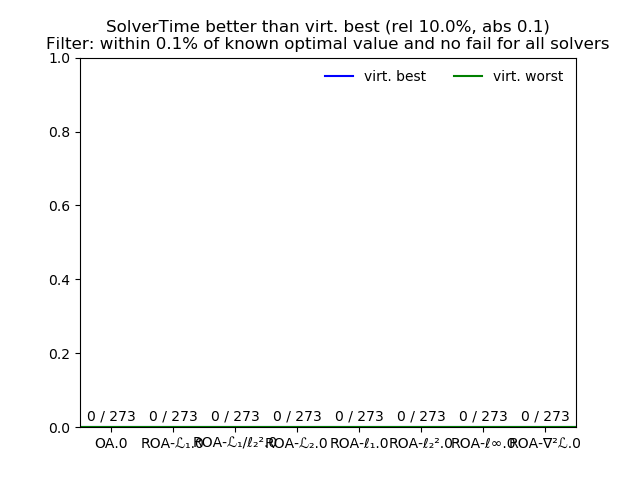 SolverTime better than virt. best (rel 10.0%, abs 0.1)
Filter: within 0.1% of known optimal value and no fail for all solvers
1.0
virt. best virt. worst
0.8
0.6
0.4
0.2
0 / 273 0 / 273 0 / 273 0 / 273 0 / 273 0 / 273 0 / 273 0 / 273
0.0
OA.0 ROA-ℒ₁.0 ROA-ℒ₁/ℓ₂².0 ROA-ℒ₂.0 ROA-ℓ₁.0 ROA-ℓ₂².0 ROA-ℓ∞.0 ROA-∇²ℒ.0